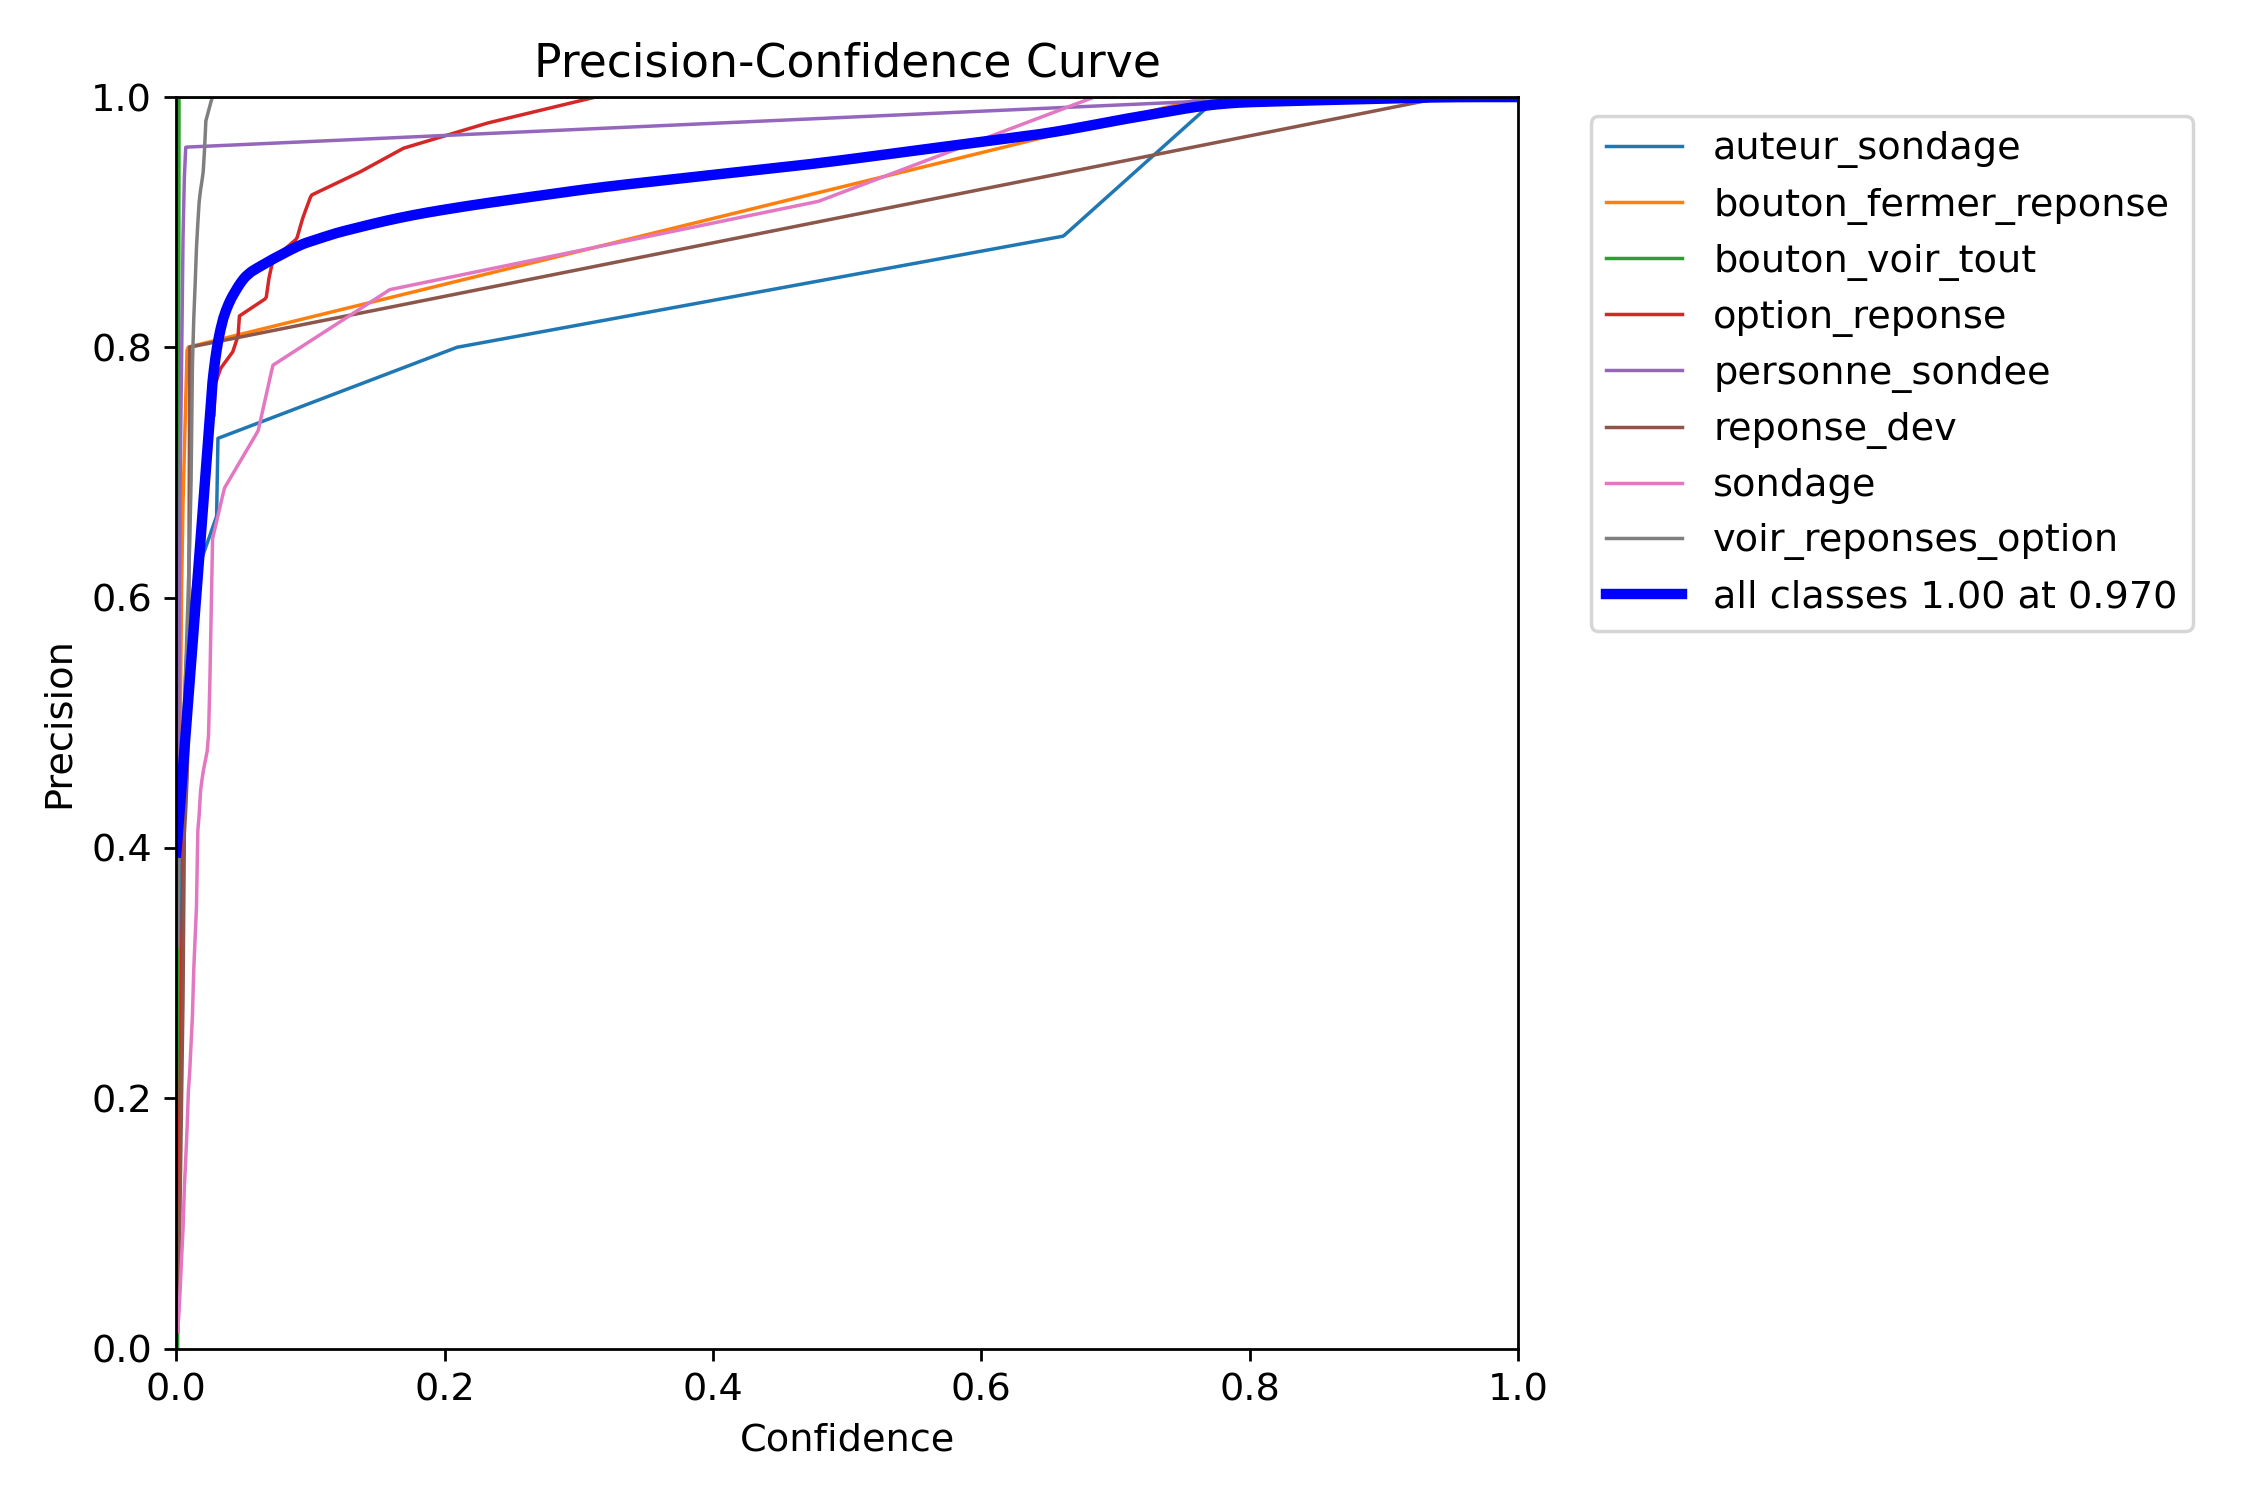 Precision-Confidence Curve
1.0
0.8
0.6
0.4
0.2
0.0
Precision
0.0 0.2 0.4 0.6 0.8 1.0
Confidence
auteur_sondage
bouton_fermer_reponse
bouton_voir_tout
option_reponse
personne_sondee
reponse_dev
sondage
voir_reponses_option
all classes 1.00 at 0.970